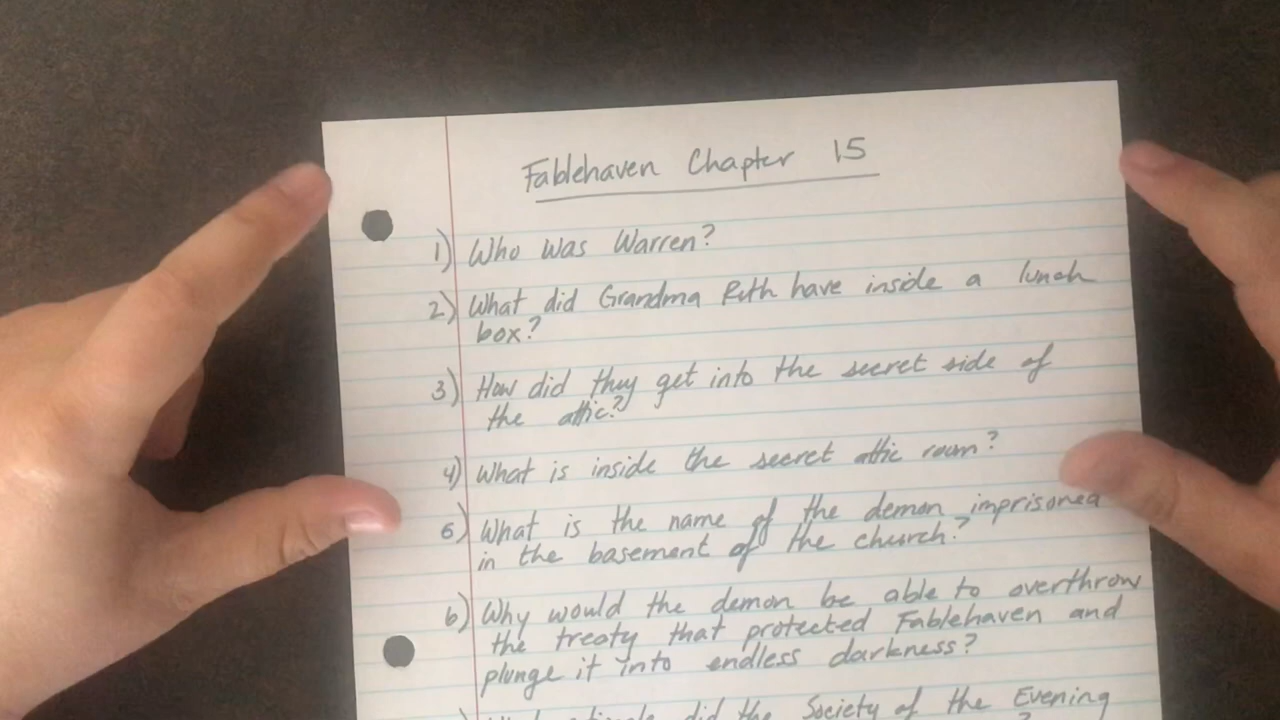 Fablehaven Chapter 15
1) Who was Warren?
2) What did Grandma Ruth have inside a lunch
box?
3) How did they get into the secret side of
the attic?
4) What is inside the secret attic room?
5) What is the name of the demon imprisoned
in the basement of the church?
6) Why would the demon be able to overthrow
the treaty that protected Fablehaven and
plunge it into endless darkness?
did the Society of the Evening